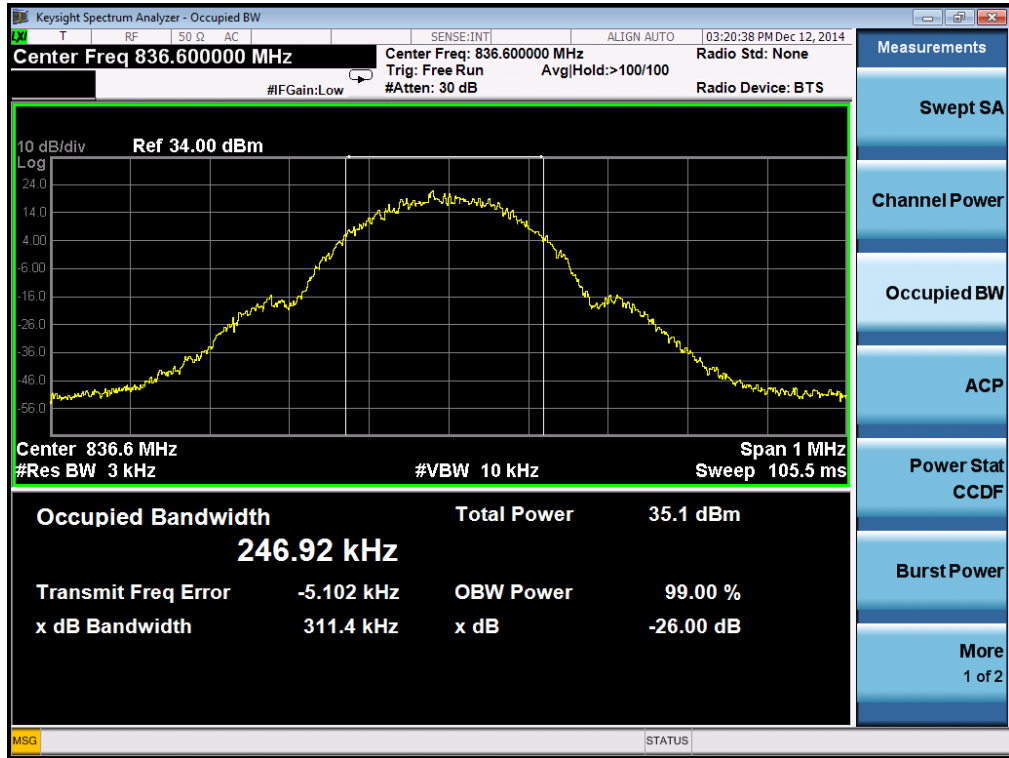 Keysight Spectrum Analyzer - Occupied BW
LXI T RF 50 Ω AC SENSE:INT ALIGN AUTO 03:20:38 PM Dec 12, 2014
Center Freq 836.600000 MHz
Center Freq: 836.600000 MHz Radio Std: None
Trig: Free Run Avg|Hold:>100/100
#IFGain:Low #Atten: 30 dB Radio Device: BTS
10 dB/div Ref 34.00 dBm
Log
24.0
14.0
4.00
-6.00
-16.0
-26.0
-36.0
-46.0
-56.0
Center 836.6 MHz Span 1 MHz
#Res BW 3 kHz #VBW 10 kHz Sweep 105.5 ms
Occupied Bandwidth Total Power 35.1 dBm
246.92 kHz
Transmit Freq Error -5.102 kHz OBW Power 99.00 %
x dB Bandwidth 311.4 kHz x dB -26.00 dB
MSG STATUS
Measurements
Swept SA
Channel Power
Occupied BW
ACP
Power Stat
CCDF
Burst Power
More
1 of 2